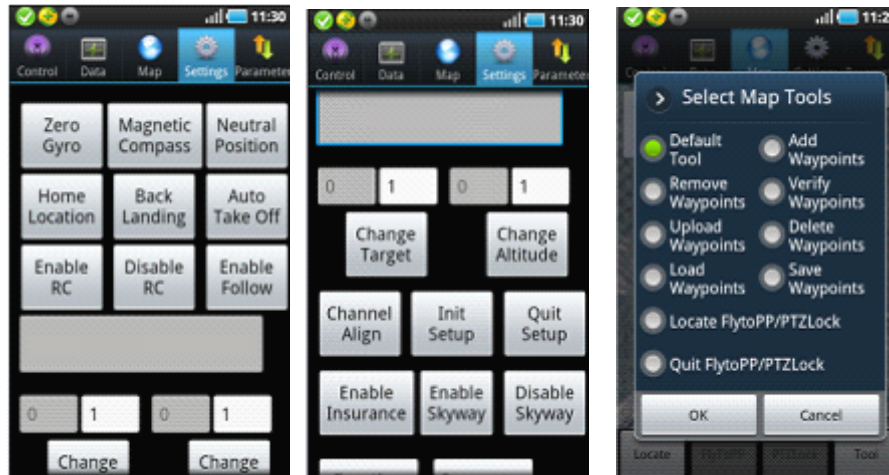 11:30
Control Data Map Settings Parameter
Zero Gyro
Magnetic Compass
Neutral Position
Home Location
Back Landing
Auto Take Off
Enable RC
Disable RC
Enable Follow
0 1 0 1
Change Change
11:30
Control Data Map Settings Parameter
0 1 0 1
Change Target
Change Altitude
Channel Align
Init Setup
Quit Setup
Enable Insurance
Enable Skyway
Disable Skyway
11:2
Select Map Tools
Default Tool
Add Waypoints
Remove Waypoints
Verify Waypoints
Upload Waypoints
Delete Waypoints
Load Waypoints
Save Waypoints
Locate FlytoPP/PTZLock
Quit FlytoPP/PTZLock
OK Cancel
Locate FlytoPP PTZLock Tool